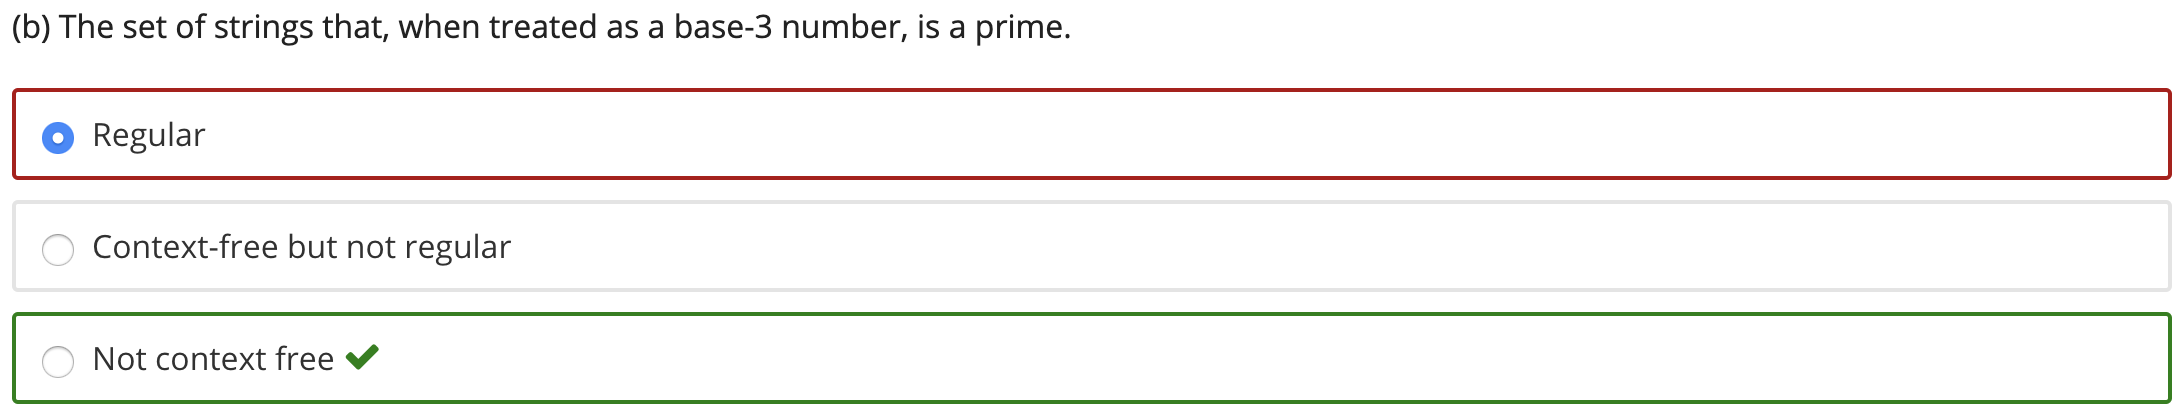 (b) The set of strings that, when treated as a base-3 number, is a prime.
Regular
Context-free but not regular
Not context free